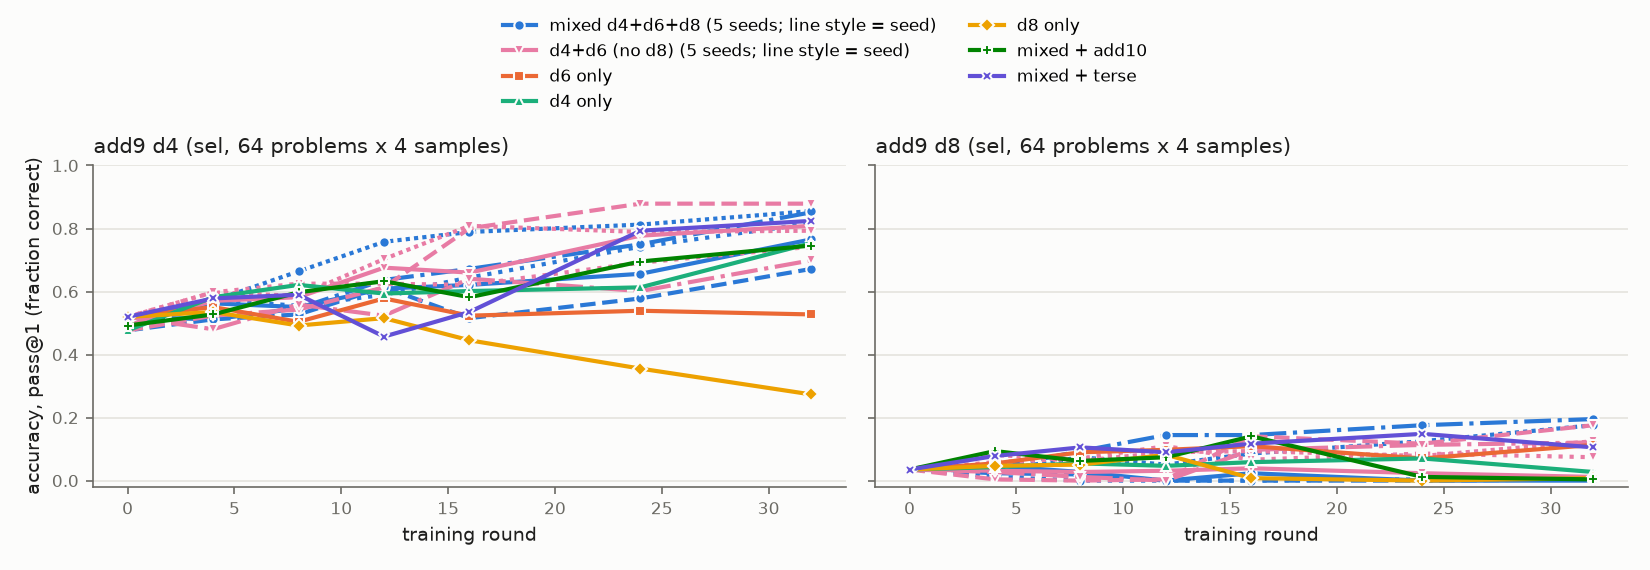 mixed d4+d6+d8 (5 seeds; line style = seed)
d4+d6 (no d8) (5 seeds; line style = seed)
d6 only
d4 only
d8 only
mixed + add10
mixed + terse
add9 d4 (sel, 64 problems x 4 samples)
accuracy, pass@1 (fraction correct)
1.0
0.8
0.6
0.4
0.2
0.0
0 5 10 15 20 25 30
training round
add9 d8 (sel, 64 problems x 4 samples)
0 5 10 15 20 25 30
training round